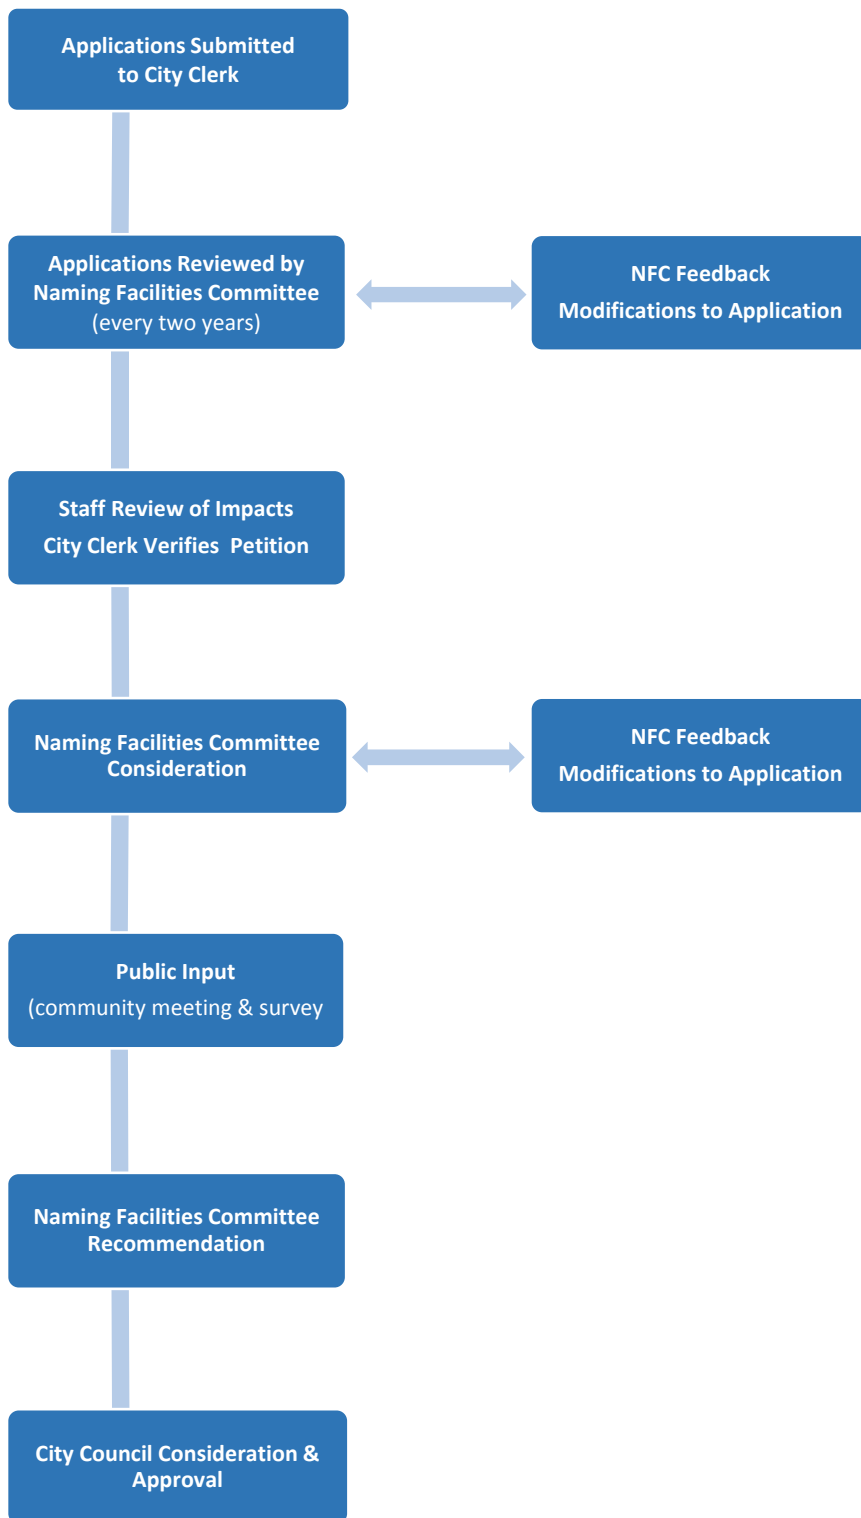 Applications Submitted
to City Clerk
Applications Reviewed by
Naming Facilities Committee
(every two years)
NFC Feedback
Modifications to Application
Staff Review of Impacts
City Clerk Verifies  Petition
Naming Facilities Committee
Consideration
NFC Feedback
Modifications to Application
Public Input
(community meeting & survey
Naming Facilities Committee
Recommendation
City Council Consideration &
Approval